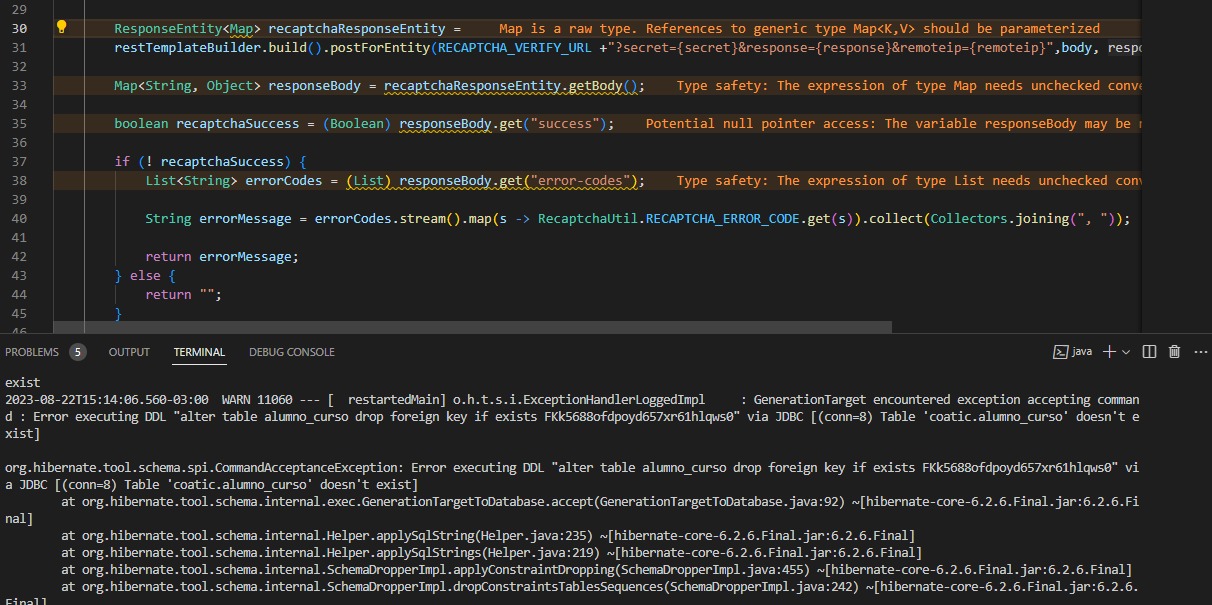 29
30 ResponseEntity<Map> recaptchaResponseEntity = Map is a raw type. References to generic type Map<K,V> should be parameterized
31 restTemplateBuilder.build().postForEntity(RECAPTCHA_VERIFY_URL +"?secret={secret}&response={response}&remoteip={remoteip}",body, respo
32
33 Map<String, Object> responseBody = recaptchaResponseEntity.getBody(); Type safety: The expression of type Map needs unchecked conve
34
35 boolean recaptchaSuccess = (Boolean) responseBody.get("success"); Potential null pointer access: The variable responseBody may be
36
37 if (! recaptchaSuccess) {
38 List<String> errorCodes = (List) responseBody.get("error-codes"); Type safety: The expression of type List needs unchecked conv
39
40 String errorMessage = errorCodes.stream().map(s -> RecaptchaUtil.RECAPTCHA_ERROR_CODE.get(s)).collect(Collectors.joining(", "));
41
42 return errorMessage;
43 } else {
44 return "";
45 }
46
PROBLEMS 5 OUTPUT TERMINAL DEBUG CONSOLE java
exist
2023-08-22T15:14:06.560-03:00  WARN 11060 --- [  restartedMain] o.h.t.s.i.ExceptionHandlerLoggedImpl     : GenerationTarget encountered exception accepting comman
d : Error executing DDL "alter table alumno_curso drop foreign key if exists FKk5688ofdpoyd657xr61hlqws0" via JDBC [(conn=8) Table 'coatic.alumno_curso' doesn't e
xist]
org.hibernate.tool.schema.spi.CommandAcceptanceException: Error executing DDL "alter table alumno_curso drop foreign key if exists FKk5688ofdpoyd657xr61hlqws0" vi
a JDBC [(conn=8) Table 'coatic.alumno_curso' doesn't exist]
at org.hibernate.tool.schema.internal.exec.GenerationTargetToDatabase.accept(GenerationTargetToDatabase.java:92) ~[hibernate-core-6.2.6.Final.jar:6.2.6.Fi
nal]
at org.hibernate.tool.schema.internal.Helper.applySqlString(Helper.java:235) ~[hibernate-core-6.2.6.Final.jar:6.2.6.Final]
at org.hibernate.tool.schema.internal.Helper.applySqlStrings(Helper.java:219) ~[hibernate-core-6.2.6.Final.jar:6.2.6.Final]
at org.hibernate.tool.schema.internal.SchemaDropperImpl.applyConstraintDropping(SchemaDropperImpl.java:455) ~[hibernate-core-6.2.6.Final.jar:6.2.6.Final]
at org.hibernate.tool.schema.internal.SchemaDropperImpl.dropConstraintsTablesSequences(SchemaDropperImpl.java:242) ~[hibernate-core-6.2.6.Final.jar:6.2.6.
Final]